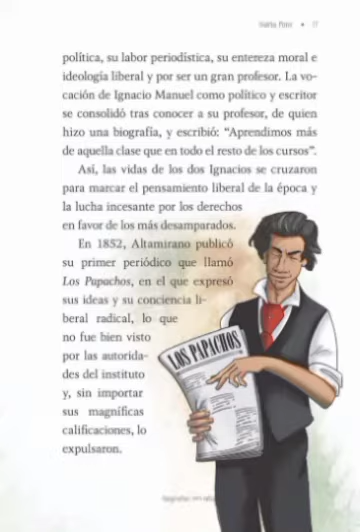 política, su labor periodística, su entereza moral e
ideología liberal y por ser un gran profesor. La vo-
cación de Ignacio Manuel como político y escritor
se consolidó tras conocer a su profesor, de quien
hizo una biografía, y escribió: “Aprendimos más
de aquella clase que en todo el resto de los cursos”.
Así, las vidas de los dos Ignacios se cruzaron
para marcar el pensamiento liberal de la época y
la lucha incesante por los derechos
en favor de los más desamparados.
En 1852, Altamirano publicó
su primer periódico que llamó
Los Papachos, en el que expresó
sus ideas y su conciencia li-
beral radical, lo que
no fue bien visto
por las autorida-
des del instituto
y, sin importar
sus magníficas
calificaciones, lo
expulsaron.
LOS PAPACHOS